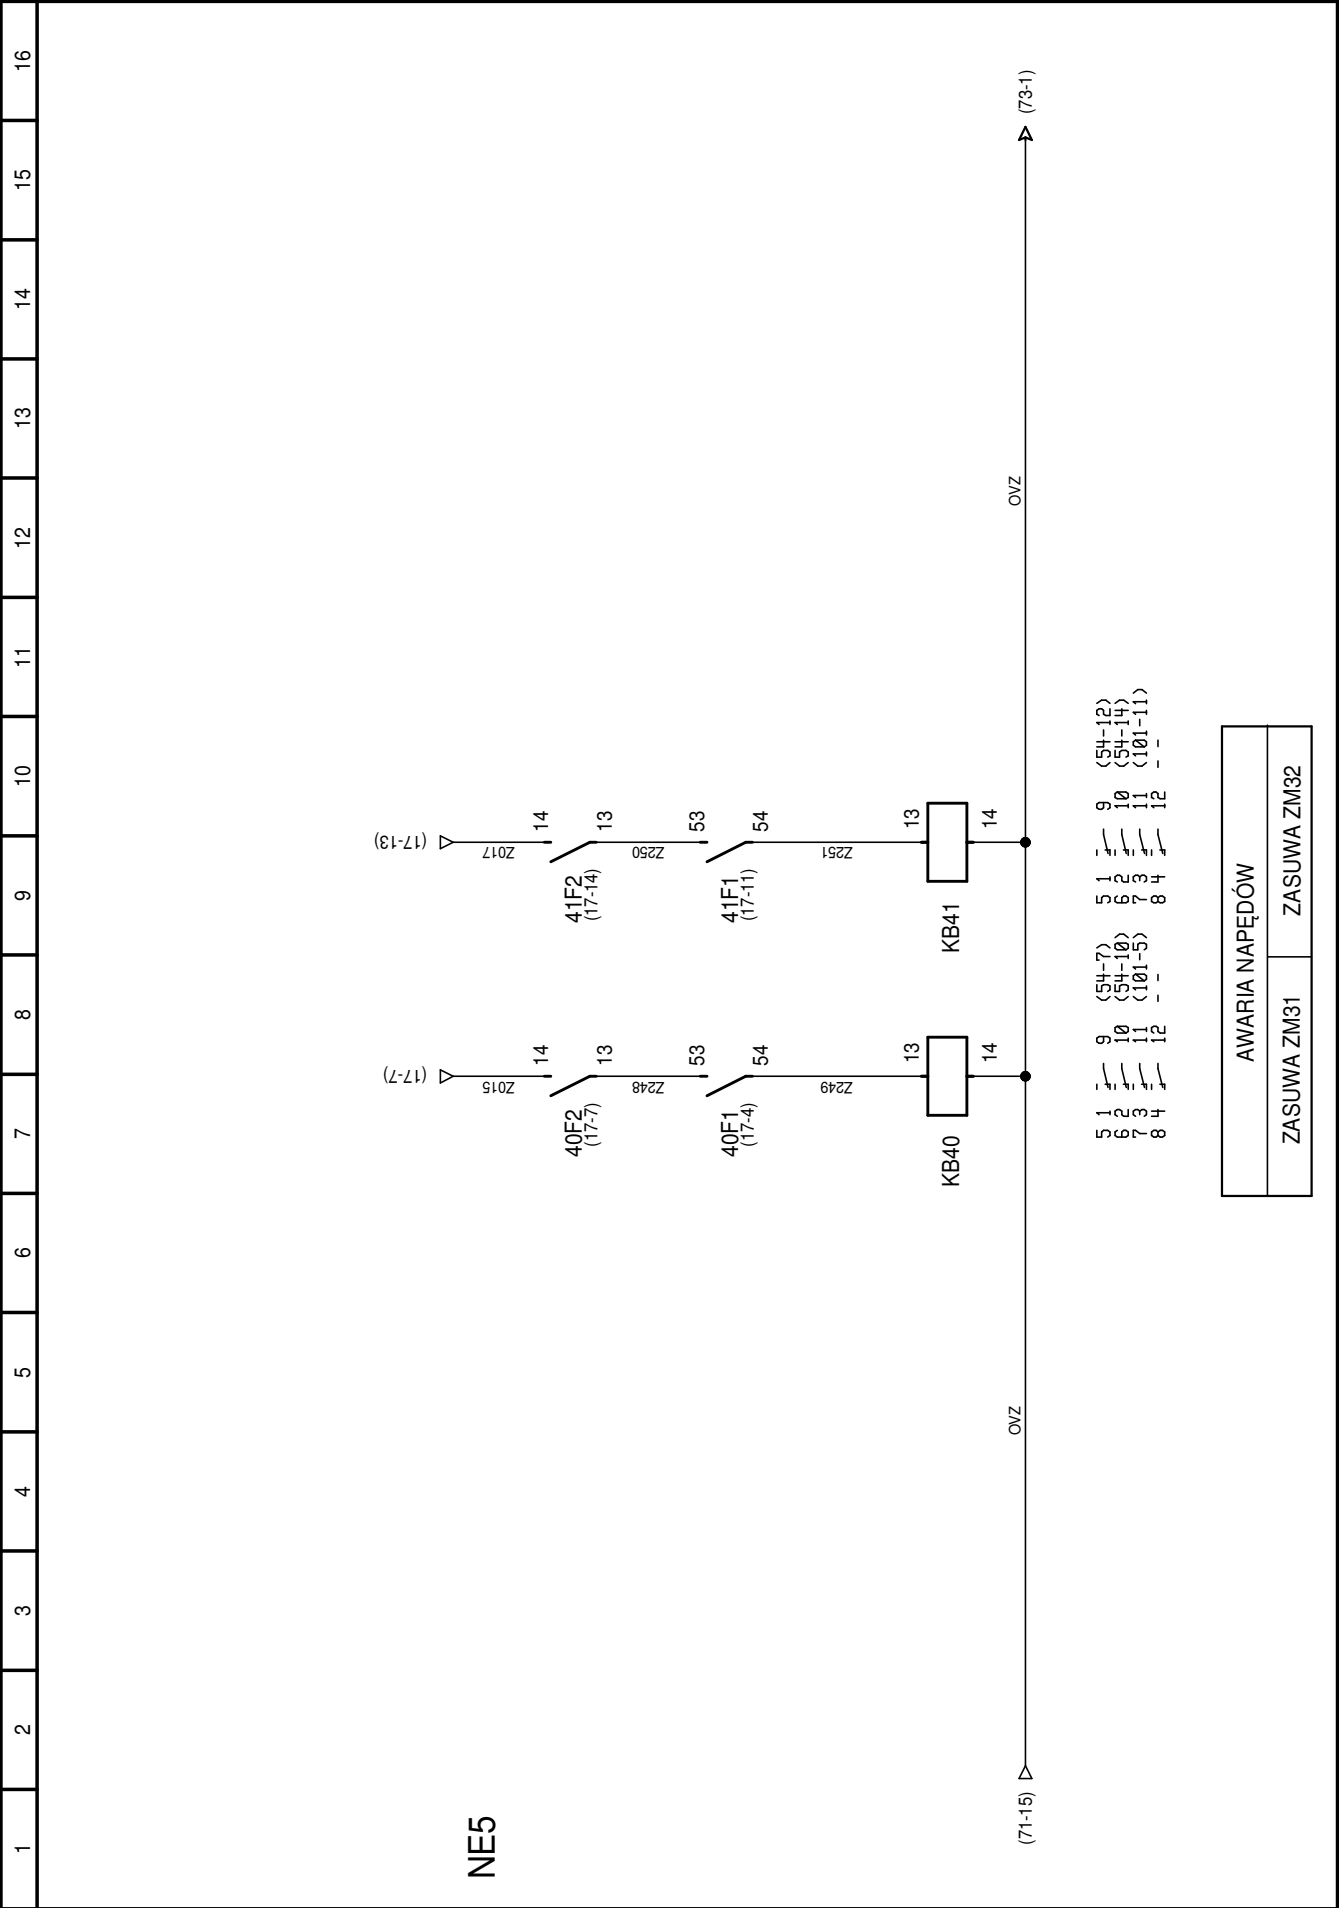 1 2 3 4 5 6 7 8 9 10 11 12 13 14 15 16
NE5
(17-7)
Z015
14
40F2
(17-7)
13
Z248
53
40F1
(17-4)
54
Z249
13
KB40
14
(17-13)
Z017
14
41F2
(17-14)
13
Z250
53
41F1
(17-11)
54
Z251
13
KB41
14
(71-15)
OVZ
OVZ
(73-1)
5 1 9 (54-7)
6 2 10 (54-10)
7 3 11 (101-5)
8 4 12 - -
5 1 9 (54-12)
6 2 10 (54-14)
7 3 11 (101-11)
8 4 12 - -
AWARIA NAPĘDÓW
ZASUWA ZM31
ZASUWA ZM32